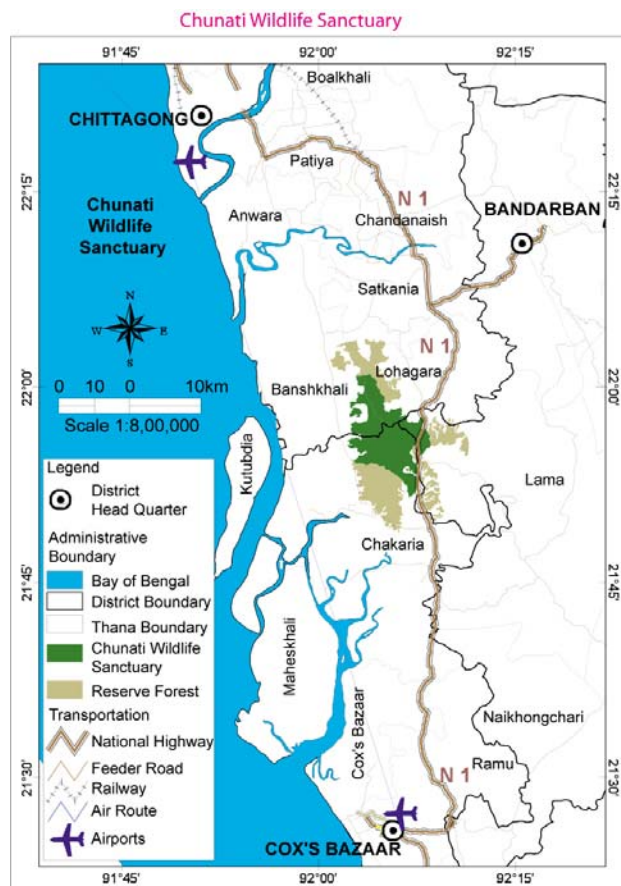 Chunati Wildlife Sanctuary
91°45'
92°00'
92°15'
Boalkhali
CHITTAGONG
Patiya
22°15'
N 1
22°15'
Chunati
Wildlife
Sanctuary
Anwara
Chandanaish
BANDARBAN
Satkania
N
W E
S
N 1
Lohagara
22°00'
Banshkhali
22°00'
0 10 0 10km
Scale 1:8,00,000
Kutubdia
Lama
Legend
District
Head Quarter
Administrative
Boundary
Bay of Bengal
District Boundary
Thana Boundary
Chunati Wildlife
Sanctuary
Reserve Forest
Transportation
National Highway
Feeder Road
Railway
Air Route
Airports
Chakaria
21°45'
21°45'
Maheskhali
Cox's Bazaar
Naikhongchari
Ramu
21°30'
N 1
21°30'
COX'S BAZAAR
91°45'
92°00'
92°15'